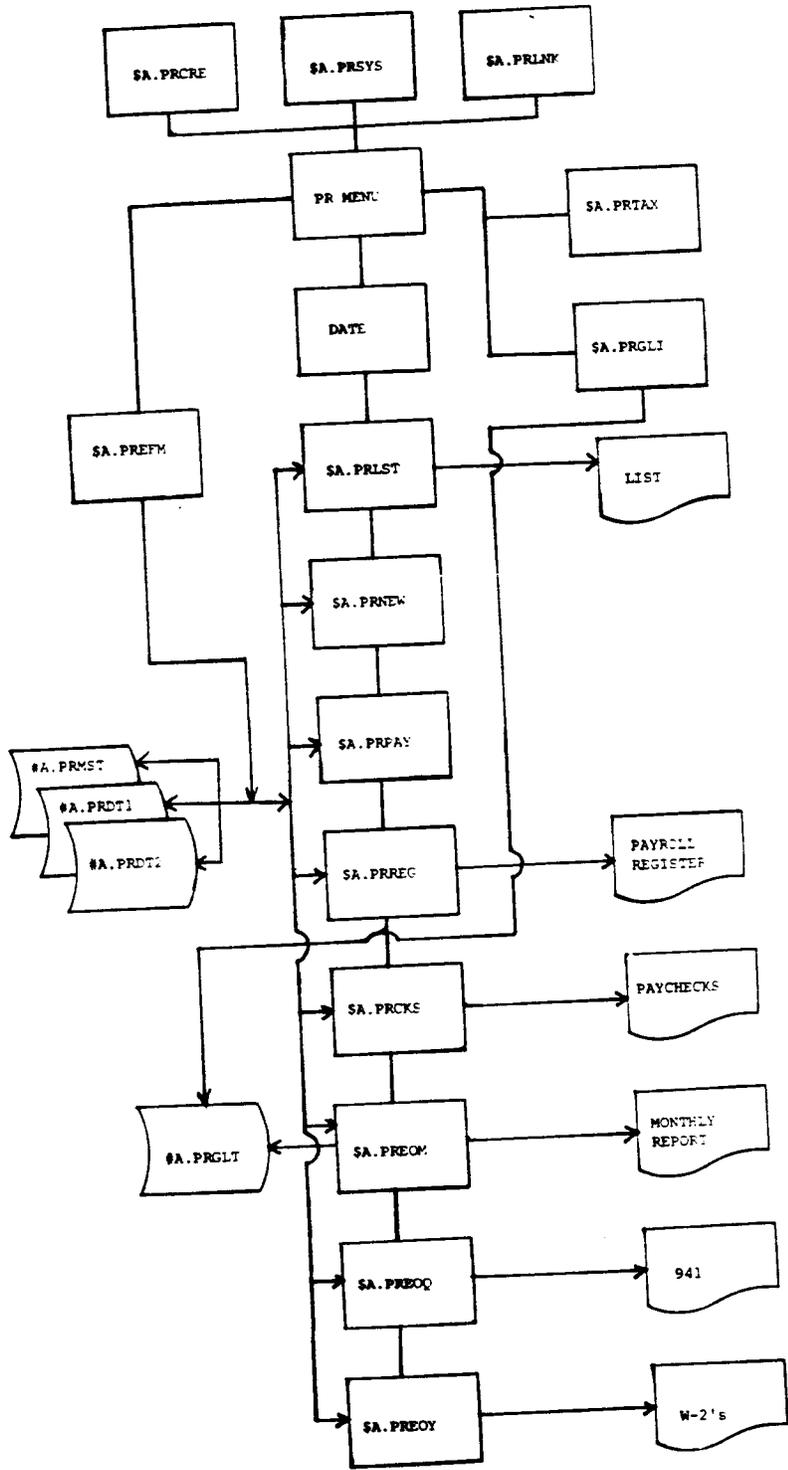 $A.PRCRE
$A.PRSYS
$A.PRLNK
PR MENU
$A.PRTAX
DATE
$A.PRGLI
$A.PREFM
$A.PRLST
LIST
$A.PRNEW
$A.PRPAY
#A.PRMST
#A.PRDT1
#A.PRDT2
$A.PRREG
PAYROLL
REGISTER
$A.PRCKS
PAYCHECKS
#A.PRGLT
$A.PREOM
MONTHLY
REPORT
$A.PREOQ
941
$A.PREOY
W-2's